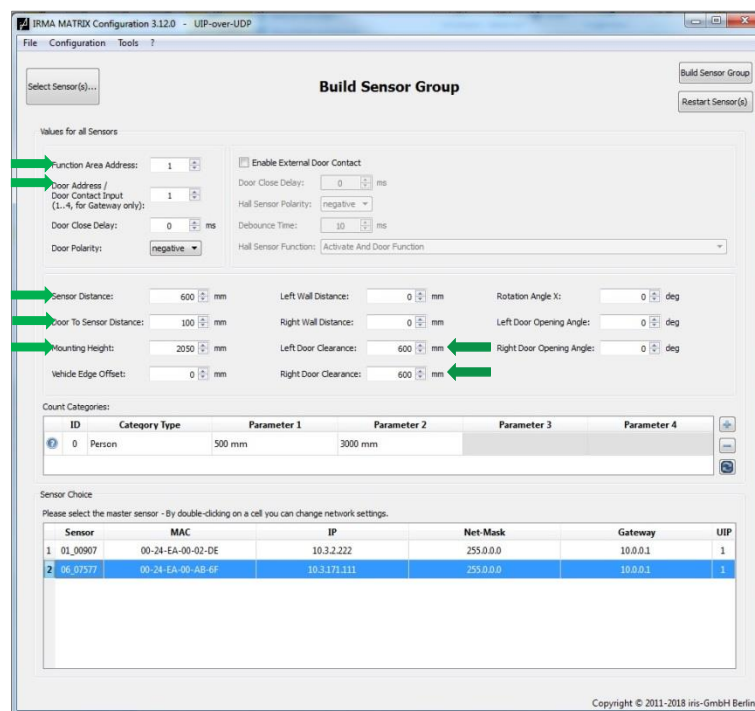 IRMA MATRIX Configuration 3.12.0 - UIP-over-UDP
File Configuration Tools ?
Select Sensor(s)...
Build Sensor Group
Build Sensor Group
Restart Sensor(s)
Values for all Sensors
Function Area Address: 1
Door Address /
Door Contact Input
(1..4, for Gateway only): 1
Door Close Delay: 0 ms
Door Polarity: negative
Enable External Door Contact
Door Close Delay: 0 ms
Hall Sensor Polarity: negative
Debounce Time: 10 ms
Hall Sensor Function: Activate And Door Function
Sensor Distance: 600 mm Left Wall Distance: 0 mm Rotation Angle X: 0 deg
Door To Sensor Distance: 100 mm Right Wall Distance: 0 mm Left Door Opening Angle: 0 deg
Mounting Height: 2050 mm Left Door Clearance: 600 mm Right Door Opening Angle: 0 deg
Vehicle Edge Offset: 0 mm Right Door Clearance: 600 mm
Count Categories:
ID Category Type Parameter 1 Parameter 2 Parameter 3 Parameter 4
0 Person 500 mm 3000 mm
Sensor Choice
Please select the master sensor - By double-clicking on a cell you can change network settings.
Sensor MAC IP Net-Mask Gateway UIP
1 01_00907 00-24-EA-00-02-DE 10.3.2.222 255.0.0.0 10.0.0.1 1
2 06_07577 00-24-EA-00-AB-6F 10.3.171.111 255.0.0.0 10.0.0.1 1
Copyright © 2011-2018 iris-GmbH Berlin